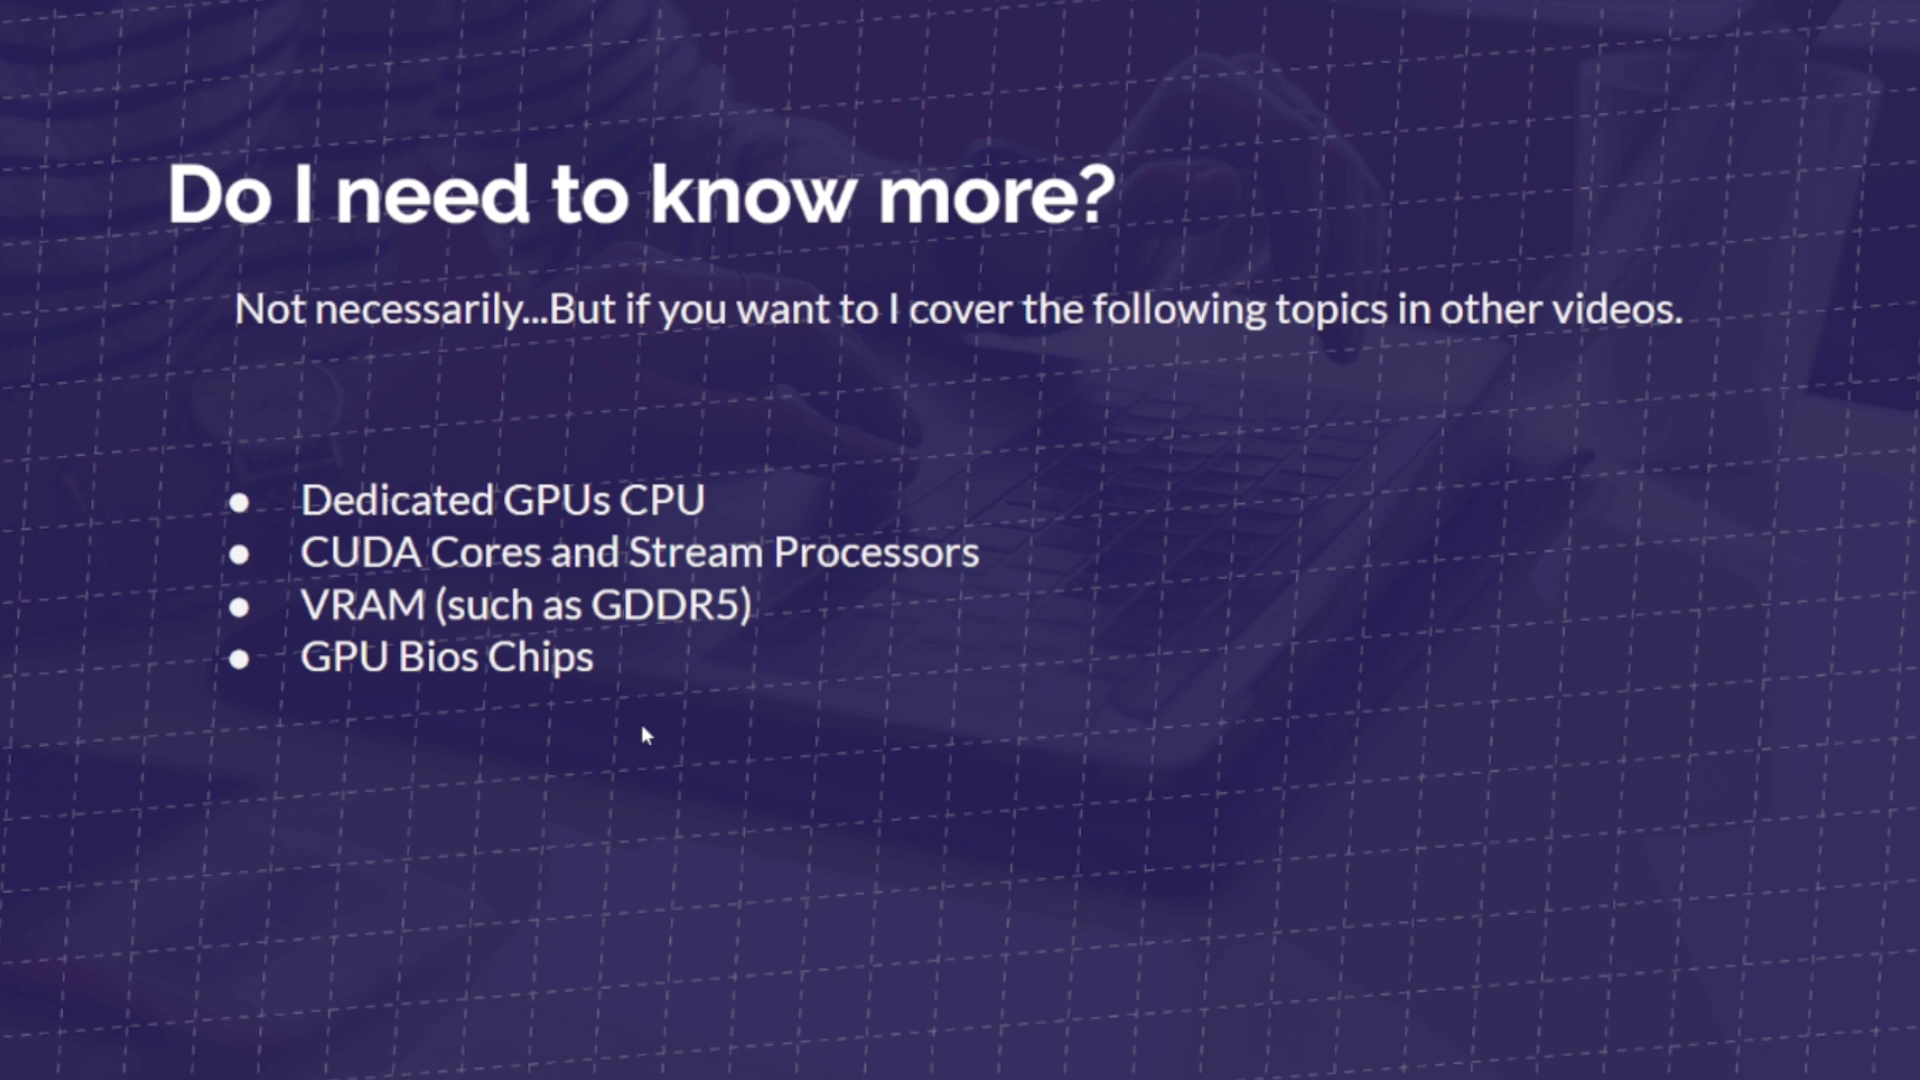 Do I need to know more?
Not necessarily...But if you want to I cover the following topics in other videos.
● Dedicated GPUs CPU
● CUDA Cores and Stream Processors
● VRAM (such as GDDR5)
● GPU Bios Chips